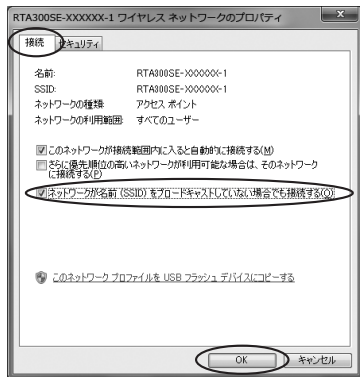 RTA300SE-XXXXXX-1 ワイヤレス ネットワークのプロパティ
接続 セキュリティ
名前: RTA300SE-XXXXXX-1
SSID: RTA300SE-XXXXXX-1
ネットワークの種類: アクセス ポイント
ネットワークの利用範囲: すべてのユーザー
このネットワークが接続範囲内に入ると自動的に接続する(M)
さらに優先順位の高いネットワークが利用可能な場合は、そのネットワーク
に接続する(P)
ネットワークが名前 (SSID) をブロードキャストしていない場合でも接続する(O)
このネットワーク プロファイルを USB フラッシュ デバイスにコピーする
OK キャンセル